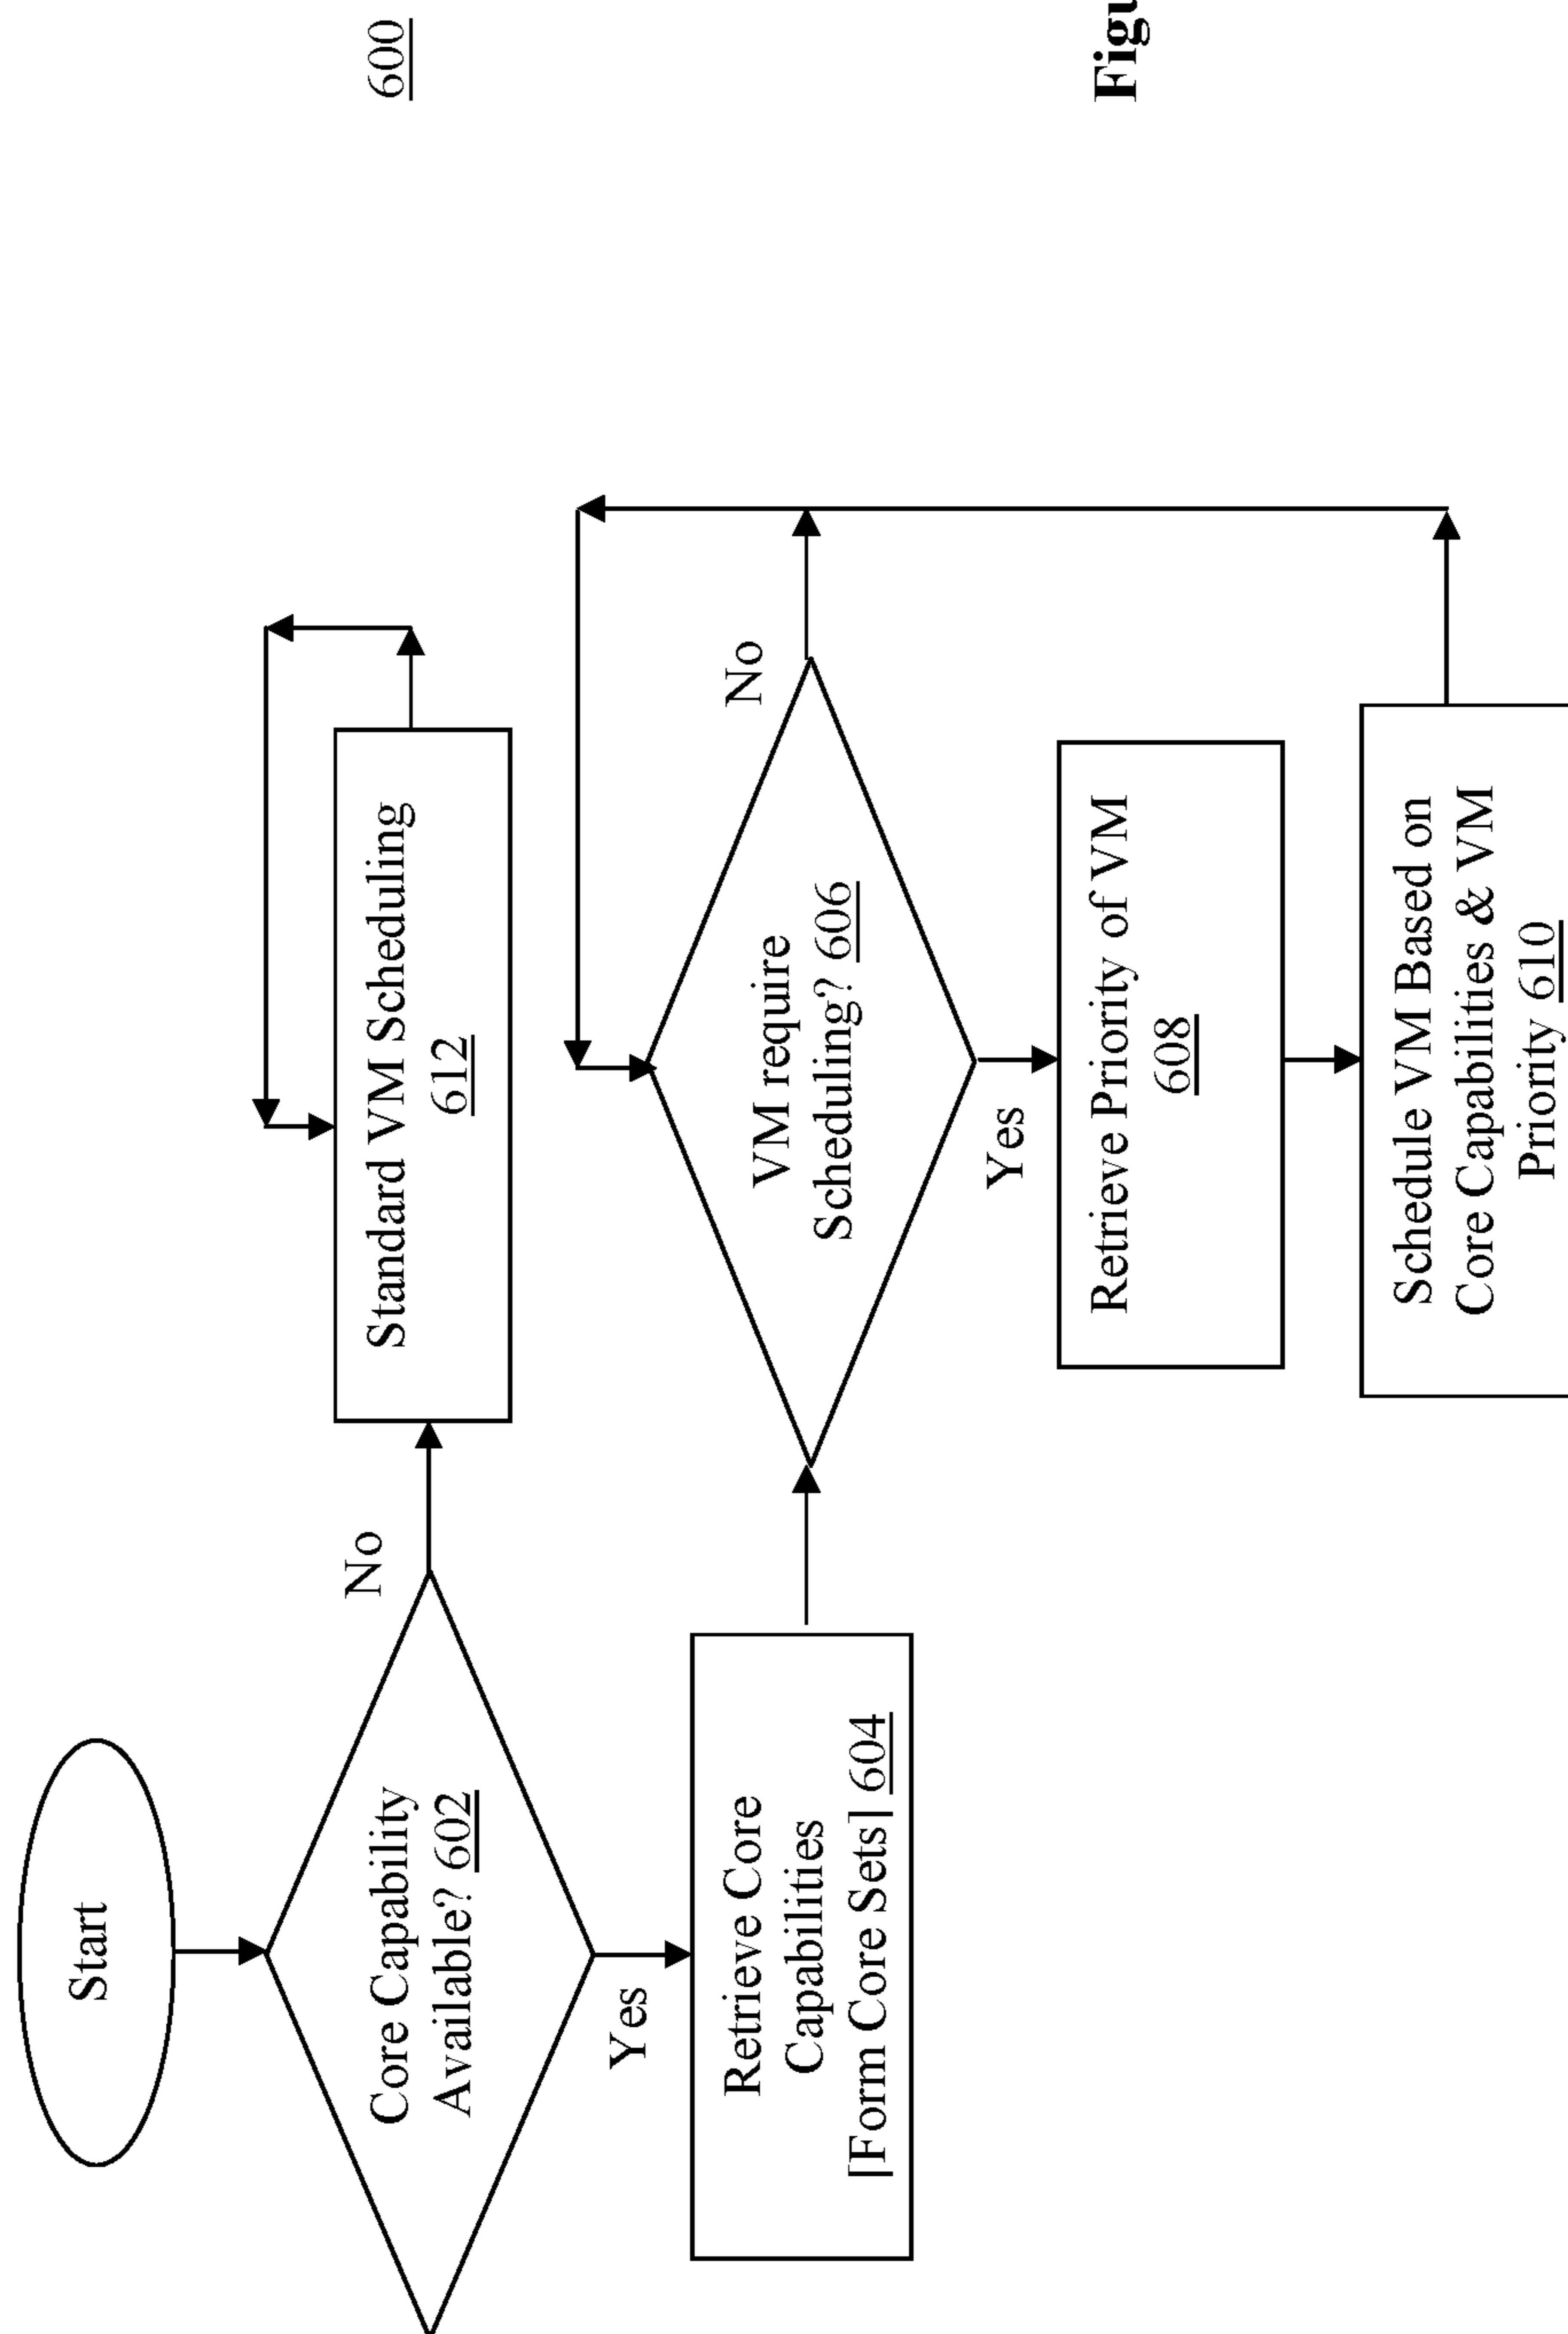 Start
Core Capability
Available? 602
No
Yes
Standard VM Scheduling
612
Retrieve Core
Capabilities
[Form Core Sets] 604
VM require
Scheduling? 606
No
Yes
Retrieve Priority of VM
608
Schedule VM Based on
Core Capabilities & VM
Priority 610
600